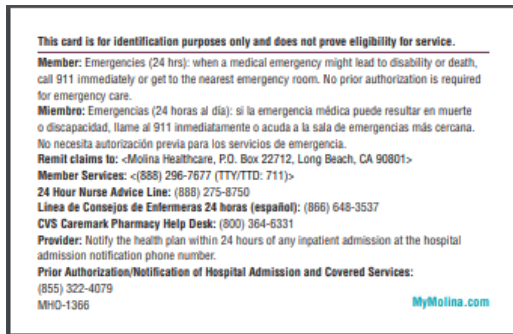 This card is for identification purposes only and does not prove eligibility for service.
Member: Emergencies (24 hrs): when a medical emergency might lead to disability or death,
call 911 immediately or get to the nearest emergency room. No prior authorization is required
for emergency care.
Miembro: Emergencias (24 horas al día): si la emergencia médica puede resultar en muerte
o discapacidad, llame al 911 inmediatamente o acuda a la sala de emergencias más cercana.
No necesita autorización previa para los servicios de emergencia.
Remit claims to: <Molina Healthcare, P.O. Box 22712, Long Beach, CA 90801>
Member Services: <(888) 296-7677 (TTY/TTD: 711)>
24 Hour Nurse Advice Line: (888) 275-8750
Linea de Consejos de Enfermeras 24 horas (español): (866) 648-3537
CVS Caremark Pharmacy Help Desk: (800) 364-6331
Provider: Notify the health plan within 24 hours of any inpatient admission at the hospital
admission notification phone number.
Prior Authorization/Notification of Hospital Admission and Covered Services:
(855) 322-4079
MHO-1366
MyMolina.com